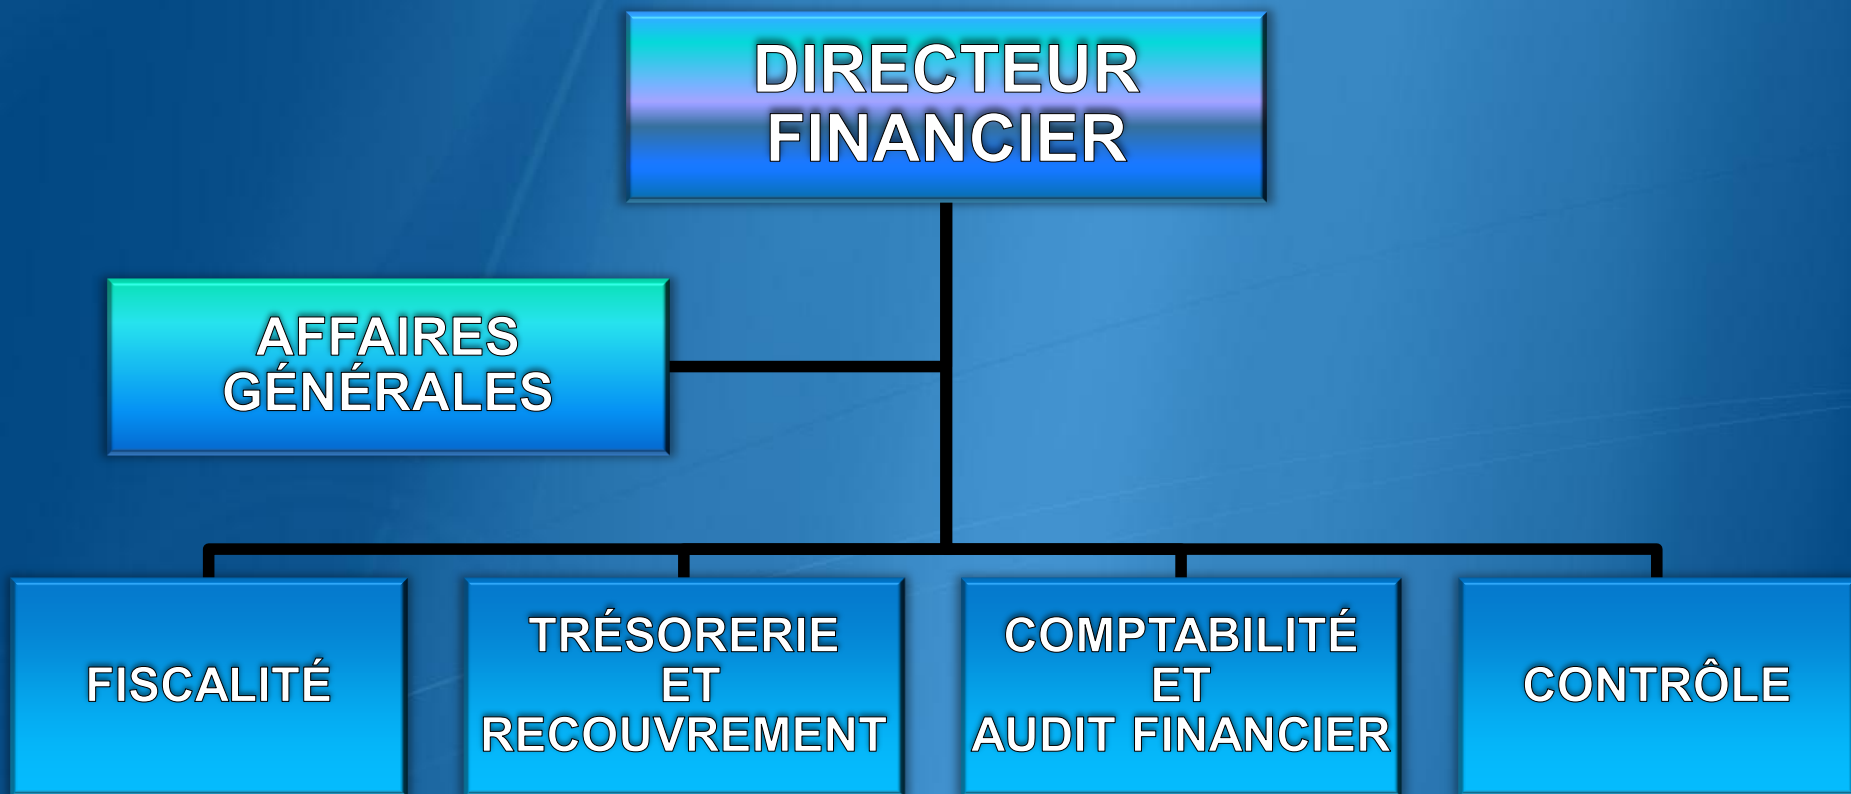 DIRECTEUR
FINANCIER
AFFAIRES
GÉNÉRALES
FISCALITÉ
TRÉSORERIE
ET
RECOUVREMENT
COMPTABILITÉ
ET
AUDIT FINANCIER
CONTRÔLE